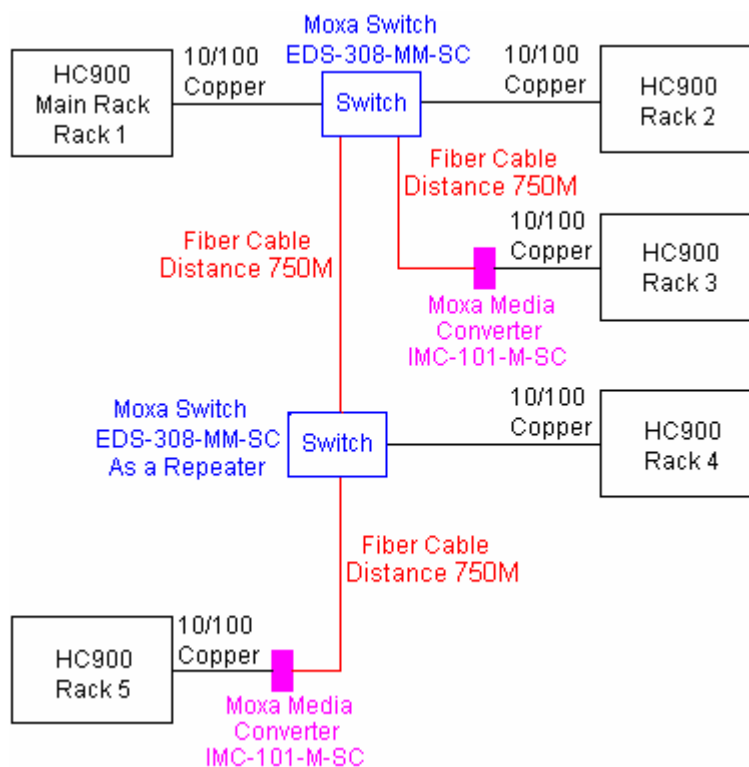 Moxa Switch
EDS-308-MM-SC
HC900
Main Rack
Rack 1
10/100
Copper
Switch
10/100
Copper
HC900
Rack 2
Fiber Cable
Distance 750M
Fiber Cable
Distance 750M
10/100
Copper
HC900
Rack 3
Moxa Media
Converter
IMC-101-M-SC
Moxa Switch
EDS-308-MM-SC
As a Repeater
Switch
10/100
Copper
HC900
Rack 4
Fiber Cable
Distance 750M
HC900
Rack 5
10/100
Copper
Moxa Media
Converter
IMC-101-M-SC